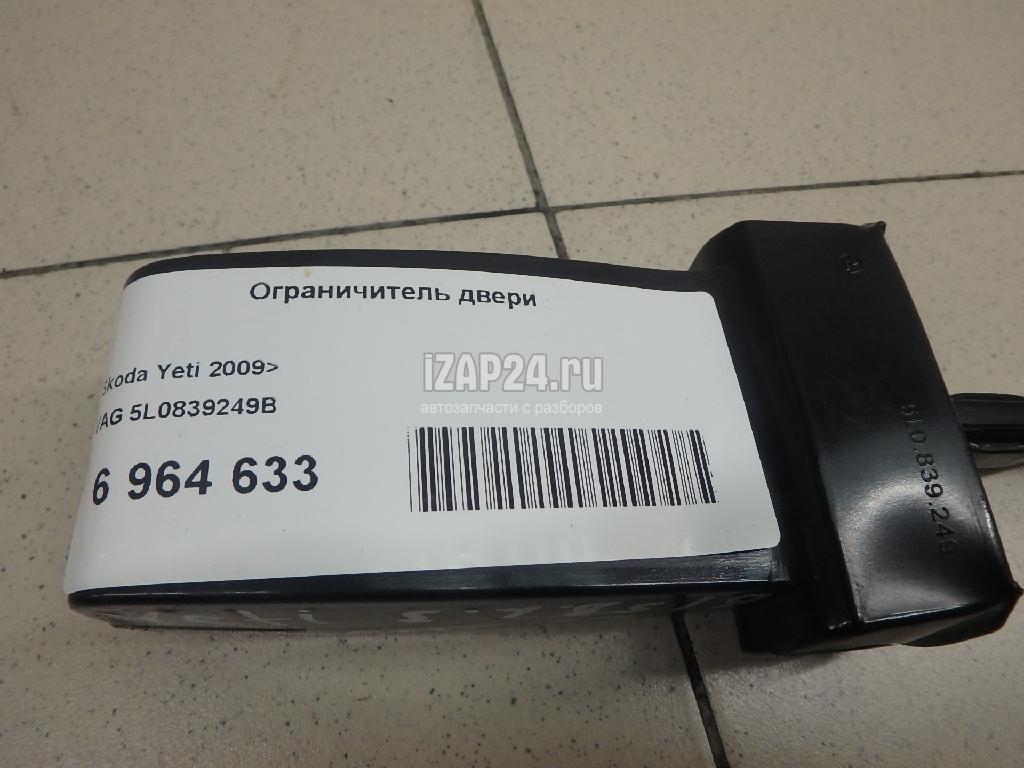 Ограничитель двери
Skoda Yeti 2009>
VAG 5L0839249B
6 964 633
iZAP24.ru
автозапчасти с разборов
5L0.839.249